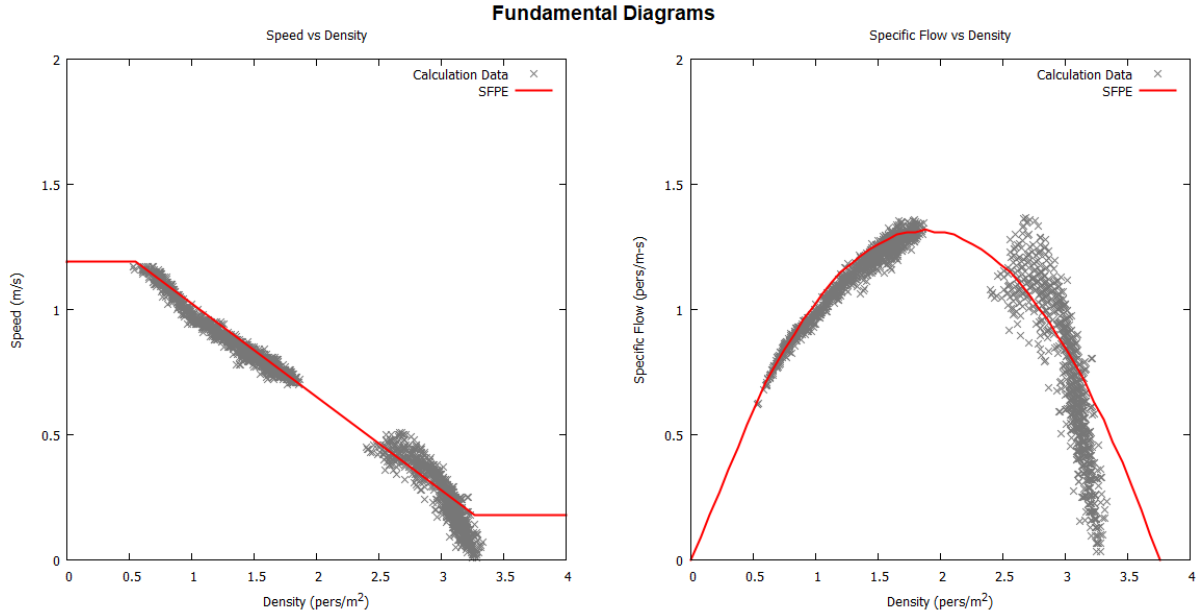 Fundamental Diagrams
Speed vs Density
2
1.5
1
0.5
0
Speed (m/s)
Calculation Data
SFPE
0 0.5 1 1.5 2 2.5 3 3.5 4
Density (pers/m²)
Specific Flow vs Density
2
1.5
1
0.5
0
Specific Flow (pers/m-s)
Calculation Data
SFPE
0 0.5 1 1.5 2 2.5 3 3.5 4
Density (pers/m²)